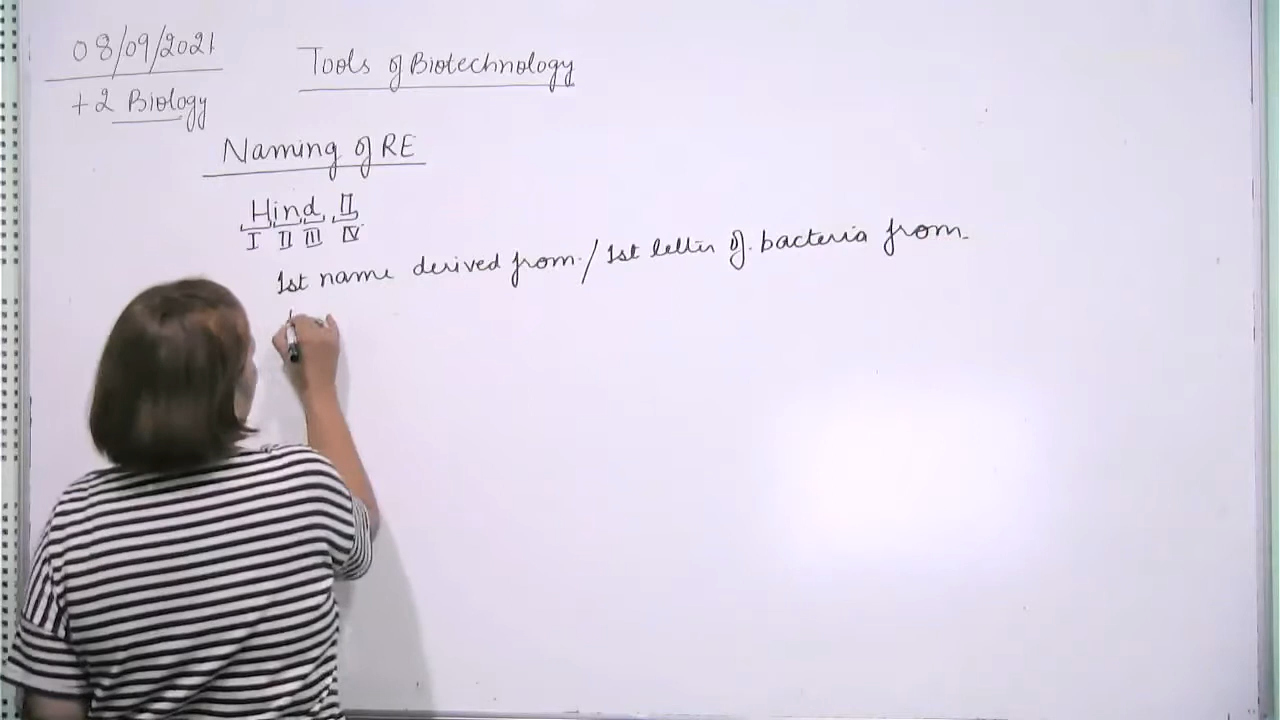 08/09/2021
+2 Biology
Tools of Biotechnology
Naming of RE
Hind II
I II III IV
1st name derived from / 1st letter of bacteria from